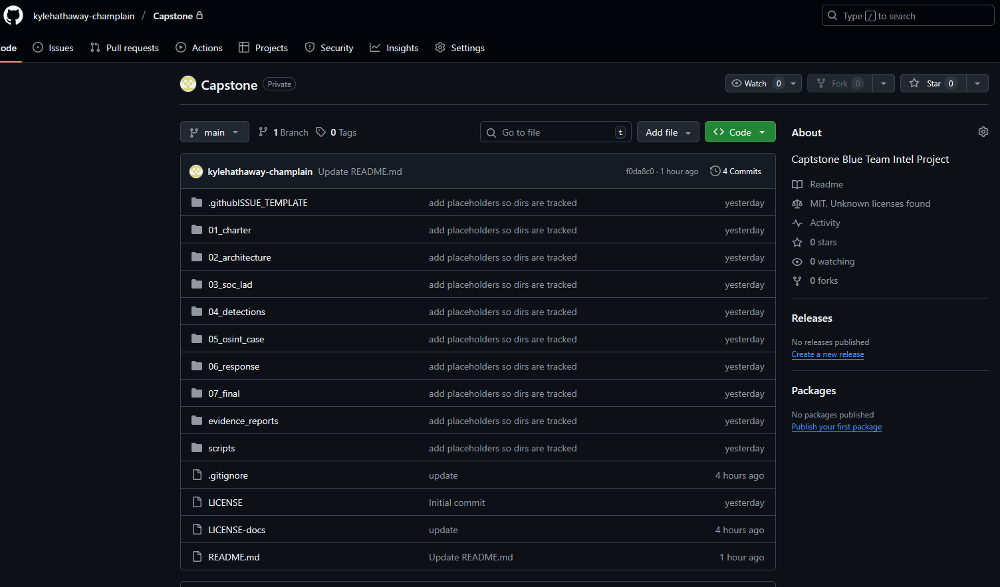 kylehathaway-champlain / Capstone
Type / to search
ode Issues Pull requests Actions Projects Security Insights Settings
Capstone Private
Watch 0 Fork 0 Star 0
main 1 Branch 0 Tags Go to file t Add file Code
kylehathaway-champlain Update README.md f0da8c0 · 1 hour ago 4 Commits
.githubISSUE_TEMPLATE add placeholders so dirs are tracked yesterday
01_charter add placeholders so dirs are tracked yesterday
02_architecture add placeholders so dirs are tracked yesterday
03_soc_lad add placeholders so dirs are tracked yesterday
04_detections add placeholders so dirs are tracked yesterday
05_osint_case add placeholders so dirs are tracked yesterday
06_response add placeholders so dirs are tracked yesterday
07_final add placeholders so dirs are tracked yesterday
evidence_reports add placeholders so dirs are tracked yesterday
scripts add placeholders so dirs are tracked yesterday
.gitignore update 4 hours ago
LICENSE Initial commit yesterday
LICENSE-docs update 4 hours ago
README.md Update README.md 1 hour ago
About
Captstone Blue Team Intel Project
Readme
MIT, Unknown licenses found
Activity
0 stars
0 watching
0 forks
Releases
No releases published
Create a new release
Packages
No packages published
Publish your first package